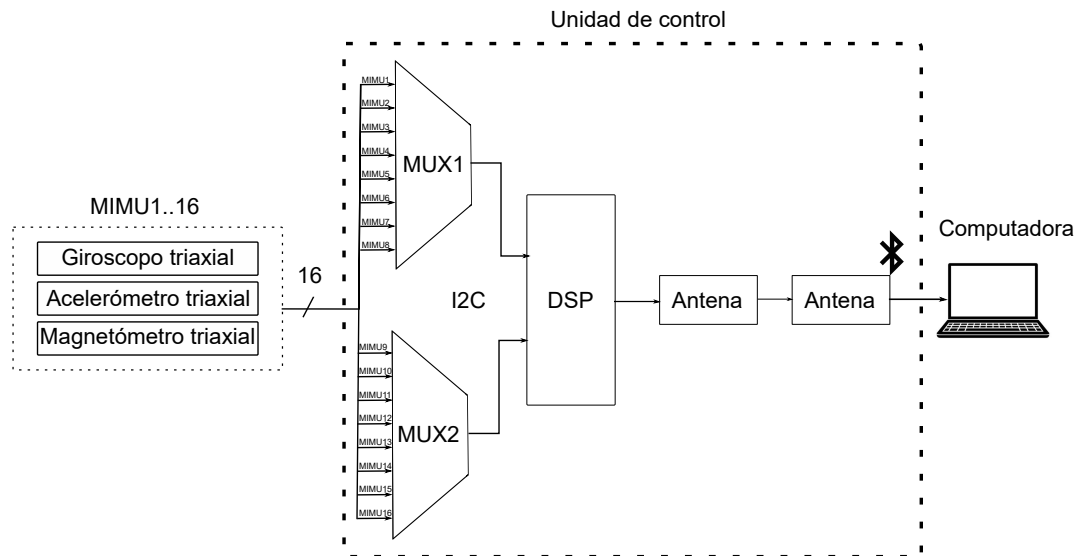 Unidad de control
MIMU1
MIMU2
MIMU3
MIMU4
MIMU5
MIMU6
MIMU7
MIMU8
MUX1
MIMU1..16
Giroscopo triaxial
Acelerómetro triaxial
Magnetómetro triaxial
16
I2C
DSP
Antena
Antena
Computadora
MIMU9
MIMU10
MIMU11
MIMU12
MIMU13
MIMU14
MIMU15
MIMU16
MUX2